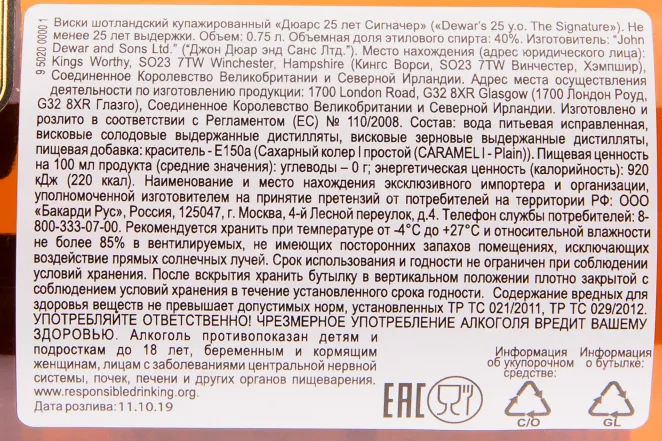 Виски шотландский купажированный «Дюарс 25 лет Сигначер» («Dewar's 25 y.o. The Signature»). Не
менее 25 лет выдержки. Объем: 0.75 л. Объемная доля этилового спирта: 40%. Изготовитель: "John
Dewar and Sons Ltd." ("Джон Дюар энд Санс Лтд."). Место нахождения (адрес юридического лица):
Kings Worthy, SO23 7TW Winchester, Hampshire (Кингс Ворси, SO23 7TW Винчестер, Хэмпшир),
Соединенное Королевство Великобритании и Северной Ирландии. Адрес места осуществления
деятельности по изготовлению продукции: 1700 London Road, G32 8XR Glasgow (1700 Лондон Роуд,
G32 8XR Глазго), Соединенное Королевство Великобритании и Северной Ирландии. Изготовлено и
розлито в соответствии с Регламентом (ЕС) № 110/2008. Состав: вода питьевая исправленная,
висковые солодовые выдержанные дистилляты, висковые зерновые выдержанные дистилляты,
пищевая добавка: краситель - Е150а (Сахарный колер I простой (CARAMEL I - Plain)). Пищевая ценность
на 100 мл продукта (средние значения): углеводы – 0 г; энергетическая ценность (калорийность): 920
кДж (220 ккал). Наименование и место нахождения эксклюзивного импортера и организации,
уполномоченной изготовителем на принятие претензий от потребителей на территории РФ: ООО
«Бакарди Рус», Россия, 125047, г. Москва, 4-й Лесной переулок, д.4. Телефон службы потребителей: 8-
800-333-07-00. Рекомендуется хранить при температуре от -4°С до +27°С и относительной влажности
не более 85% в вентилируемых, не имеющих посторонних запахов помещениях, исключающих
воздействие прямых солнечных лучей. Срок использования и годности не ограничен при соблюдении
условий хранения. После вскрытия хранить бутылку в вертикальном положении плотно закрытой с
соблюдением условий хранения в течение установленного срока годности. Содержание вредных для
здоровья веществ не превышает допустимых норм, установленных ТР ТС 021/2011, ТР ТС 029/2012.
УПОТРЕБЛЯЙТЕ ОТВЕТСТВЕННО! ЧРЕЗМЕРНОЕ УПОТРЕБЛЕНИЕ АЛКОГОЛЯ ВРЕДИТ ВАШЕМУ
ЗДОРОВЬЮ. Алкоголь противопоказан детям и
подросткам до 18 лет, беременным и кормящим
женщинам, лицам с заболеваниями центральной нервной
системы, почек, печени и других органов пищеварения.
www.responsibledrinking.org.
Дата розлива: 11.10.19
9 5020 0000 1
ЕАС
Информация
об укупорочном
средстве:
C/O
Информация
о бутылке:
GL